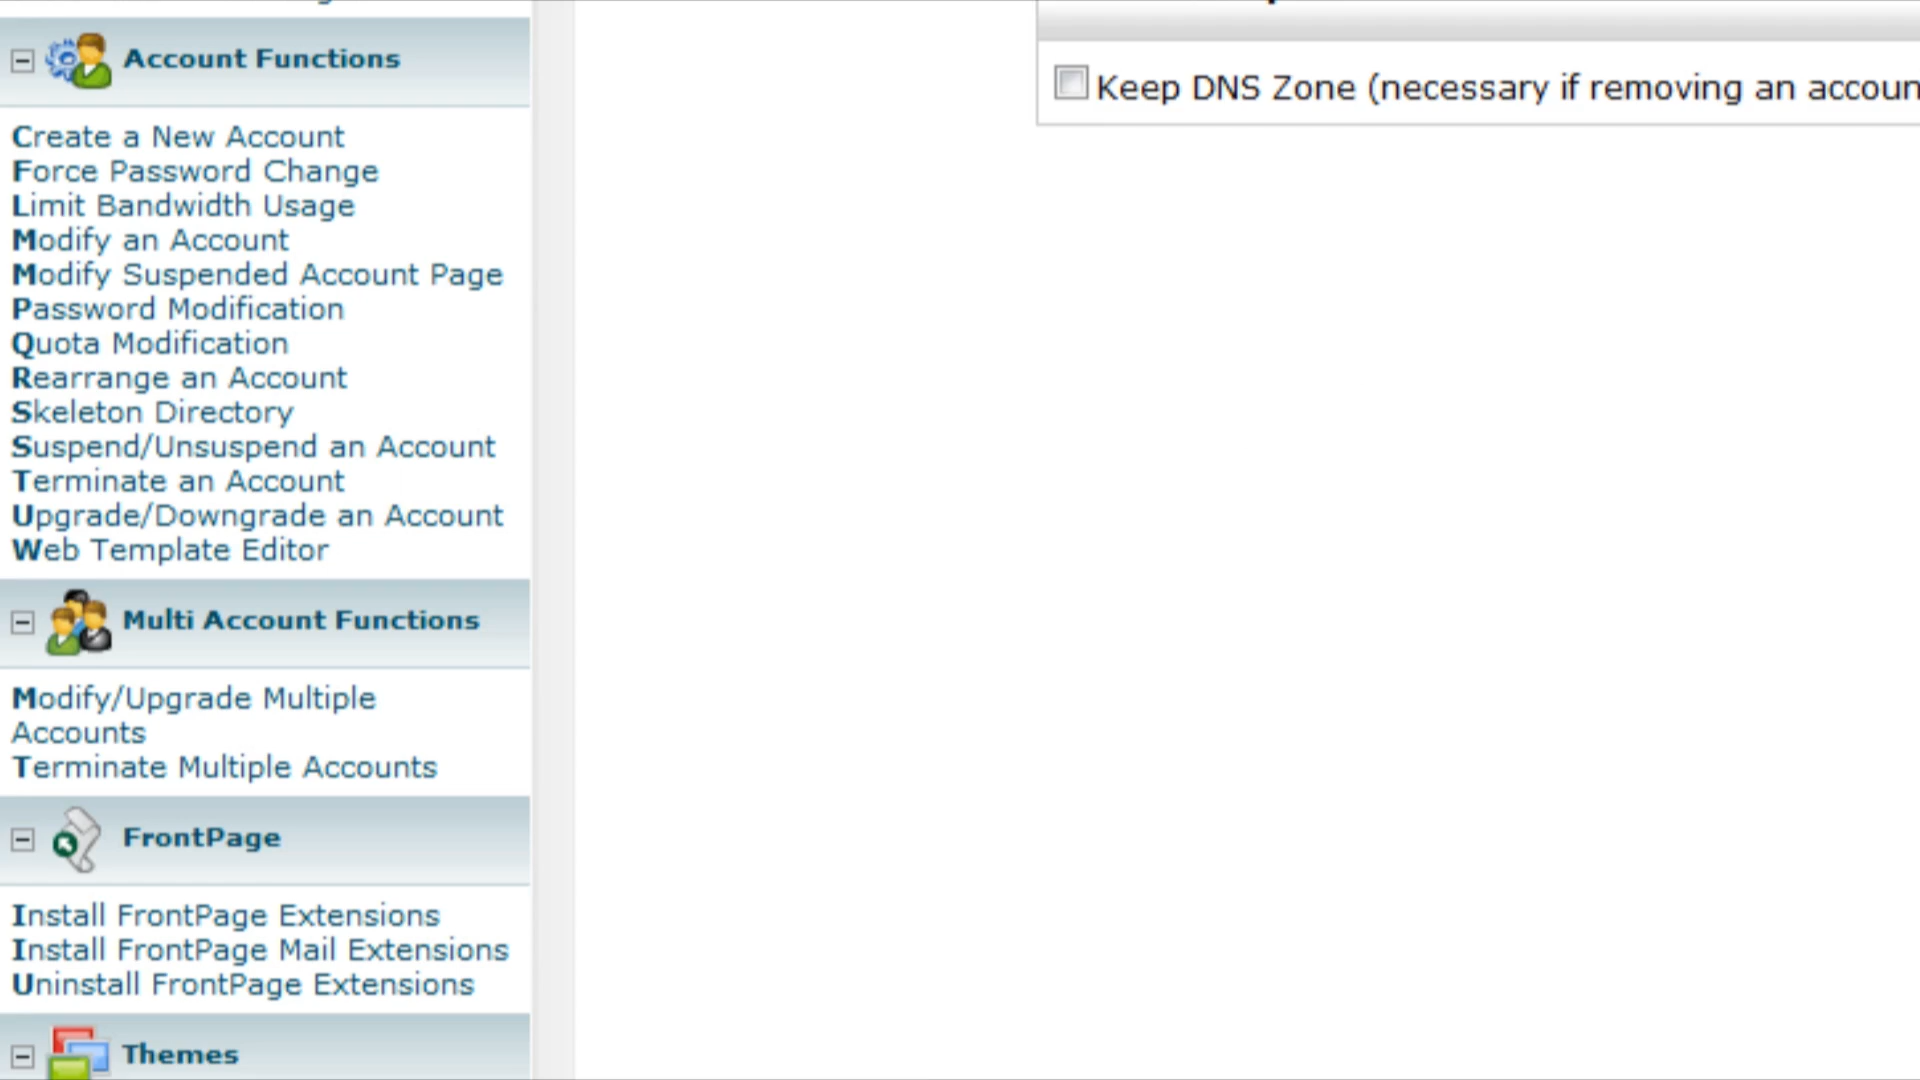 Account Functions
Create a New Account
Force Password Change
Limit Bandwidth Usage
Modify an Account
Modify Suspended Account Page
Password Modification
Quota Modification
Rearrange an Account
Skeleton Directory
Suspend/Unsuspend an Account
Terminate an Account
Upgrade/Downgrade an Account
Web Template Editor
Multi Account Functions
Modify/Upgrade Multiple
Accounts
Terminate Multiple Accounts
FrontPage
Install FrontPage Extensions
Install FrontPage Mail Extensions
Uninstall FrontPage Extensions
Themes
Keep DNS Zone (necessary if removing an accoun